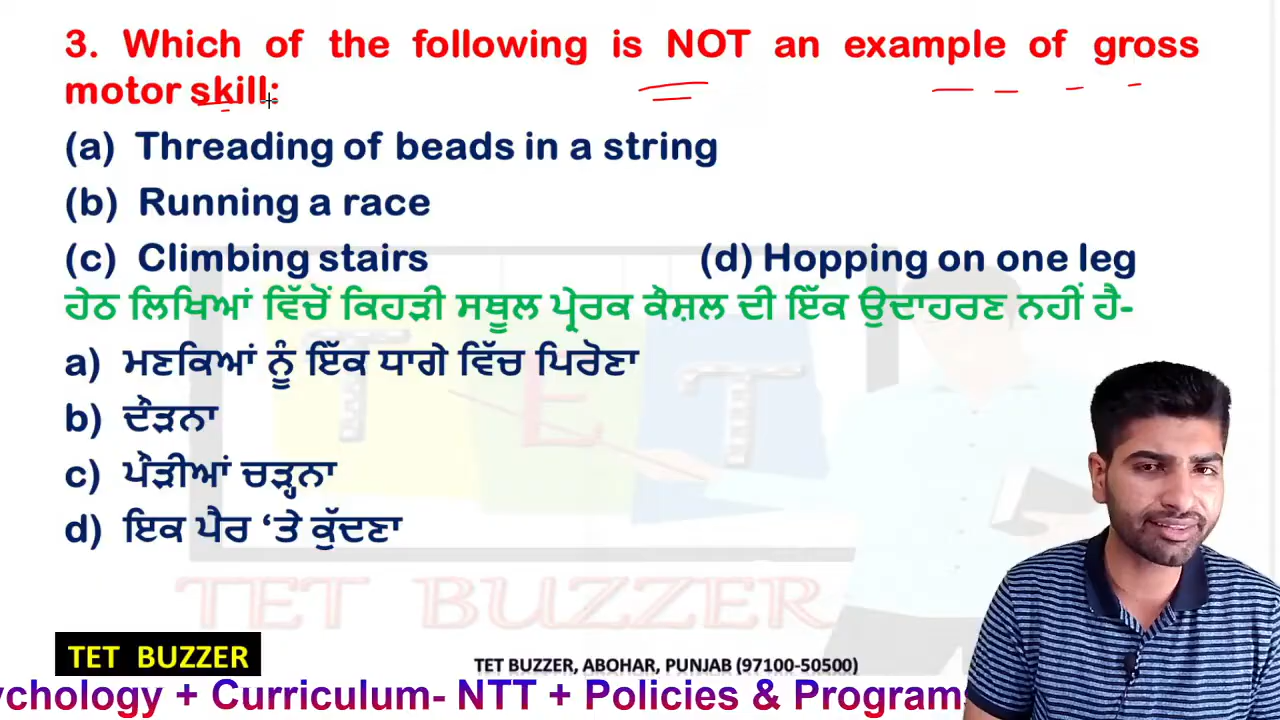 3. Which of the following is NOT an example of gross
motor skill:
(a) Threading of beads in a string
(b) Running a race
(c) Climbing stairs (d) Hopping on one leg
ਹੇਠ ਲਿਖਿਆਂ ਵਿੱਚੋਂ ਕਿਹੜੀ ਸਥੂਲ ਪ੍ਰੇਰਕ ਕੌਸ਼ਲ ਦੀ ਇੱਕ ਉਦਾਹਰਣ ਨਹੀਂ ਹੈ-
a) ਮਣਕਿਆਂ ਨੂੰ ਇੱਕ ਧਾਗੇ ਵਿੱਚ ਪਿਰੋਣਾ
b) ਦੌੜਨਾ
c) ਪੌੜੀਆਂ ਚੜ੍ਹਨਾ
d) ਇਕ ਪੈਰ ‘ਤੇ ਕੁੱਦਣਾ
TET
TET BUZZER
TET BUZZER
TET BUZZER, ABOHAR, PUNJAB (97100-50500)
ychology + Curriculum- NTT + Policies & Programs